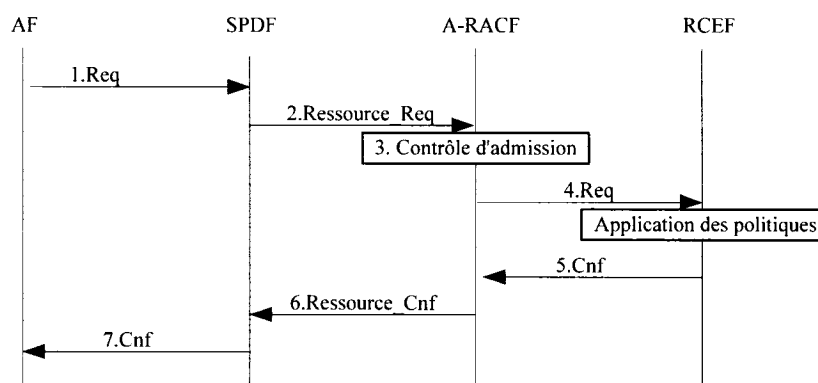 AF SPDF A-RACF RCEF
1.Req
2.Ressource_Req
3. Contrôle d'admission
4.Req
Application des politiques
5.Cnf
6.Ressource_Cnf
7.Cnf